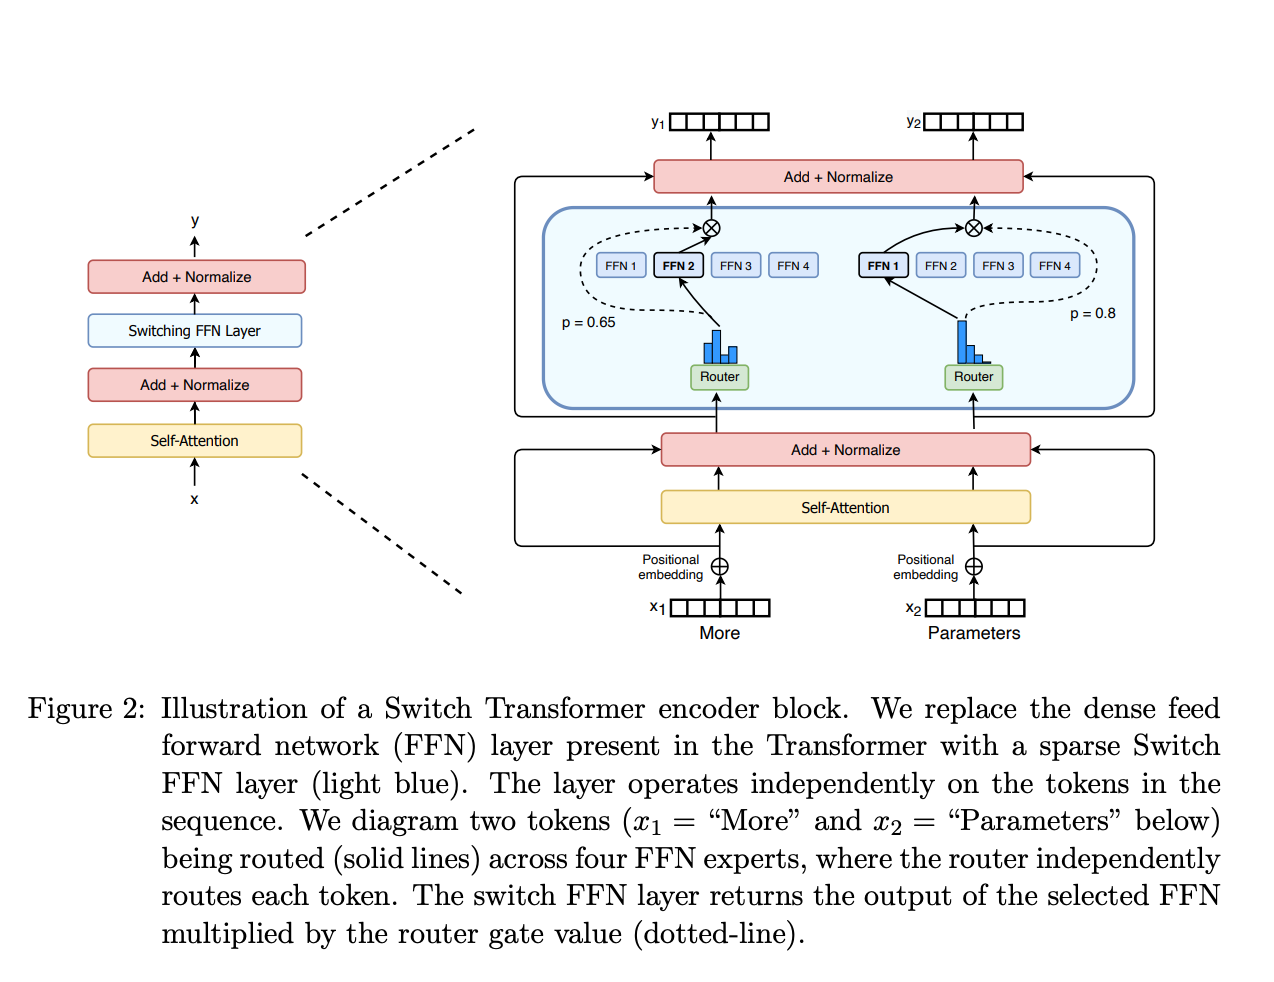 y
Add + Normalize
Switching FFN Layer
Add + Normalize
Self-Attention
x
y1
y2
Add + Normalize
FFN 1 FFN 2 FFN 3 FFN 4
FFN 1 FFN 2 FFN 3 FFN 4
p = 0.65
p = 0.8
Router
Router
Add + Normalize
Self-Attention
Positional
embedding
Positional
embedding
x1
x2
More
Parameters
Figure 2: Illustration of a Switch Transformer encoder block. We replace the dense feed
forward network (FFN) layer present in the Transformer with a sparse Switch
FFN layer (light blue). The layer operates independently on the tokens in the
sequence. We diagram two tokens (x1 = “More” and x2 = “Parameters” below)
being routed (solid lines) across four FFN experts, where the router independently
routes each token. The switch FFN layer returns the output of the selected FFN
multiplied by the router gate value (dotted-line).